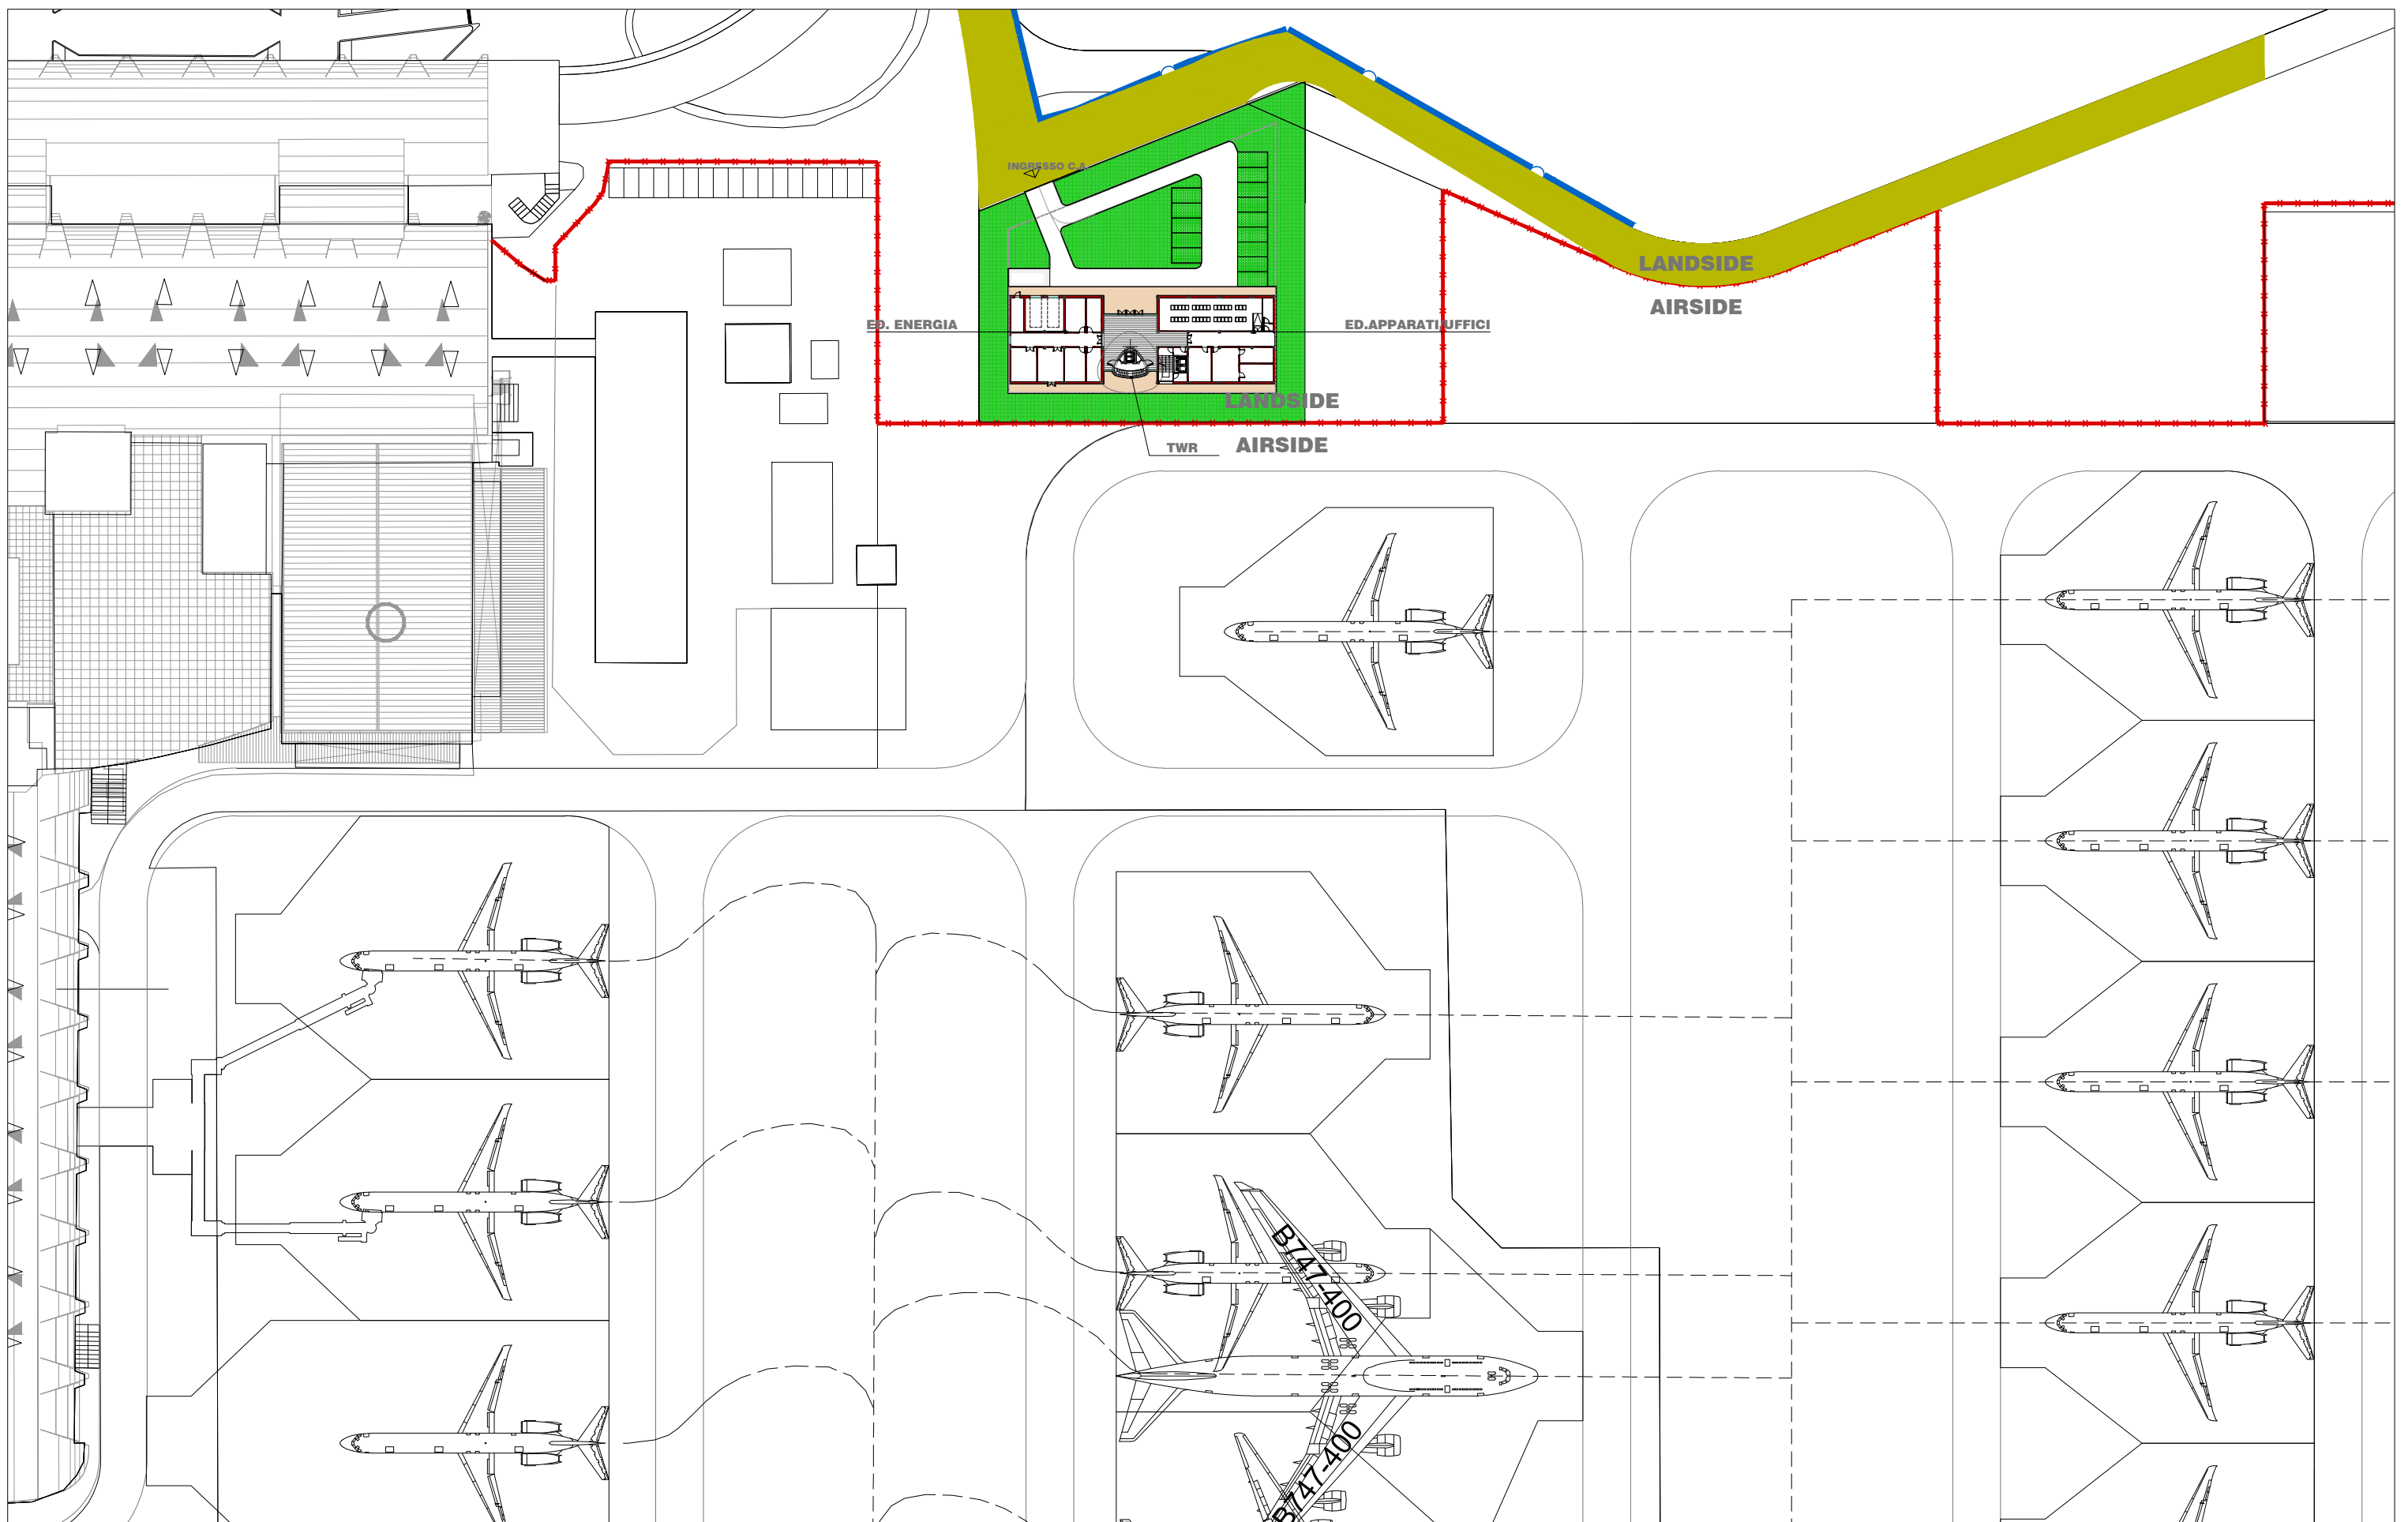 INGRESSO C.A.
LANDSIDE
AIRSIDE
ED. ENERGIA
ED.APPARATI/UFFICI
LANDSIDE
AIRSIDE
TWR
B747-400
B747-400